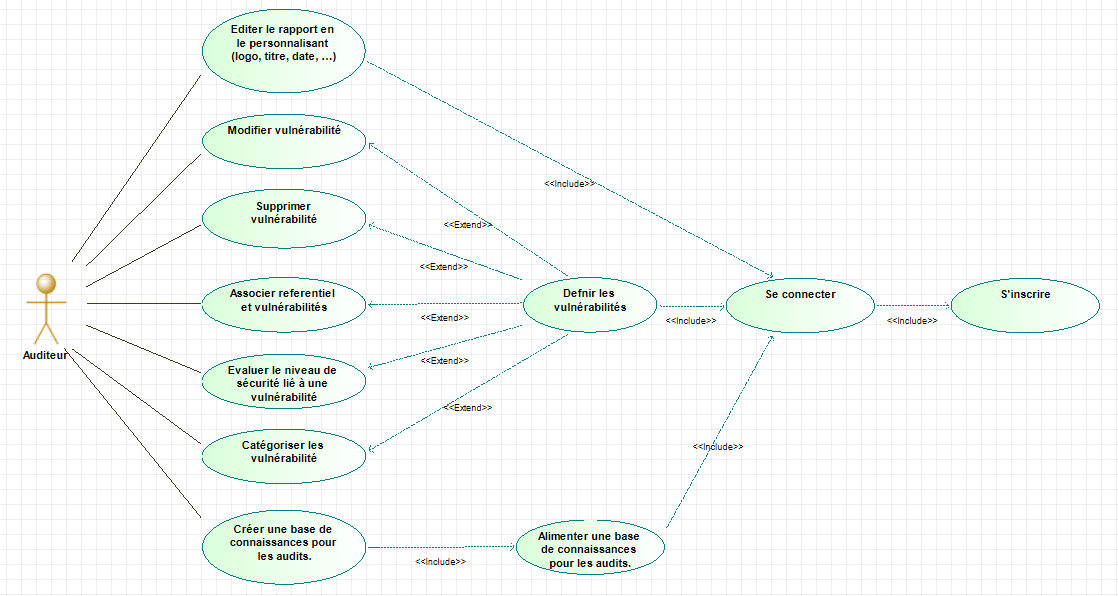 Editer le rapport en
le personnalisant
(logo, titre, date, ...)
Modifier vulnérabilité
<<Include>>
Supprimer
vulnérabilité
<<Extend>>
<<Extend>>
Associer referentiel
et vulnérabilités
<<Extend>>
Defnir les
vulnérabilités
<<Include>>
Se connecter
<<Include>>
S'inscrire
Auditeur
Evaluer le niveau de
sécurité lié à une
vulnérabilité
<<Extend>>
<<Extend>>
Catégoriser les
vulnérabilité
<<Include>>
Créer une base de
connaissances pour
les audits.
<<Include>>
Alimenter une base
de connaissances
pour les audits.